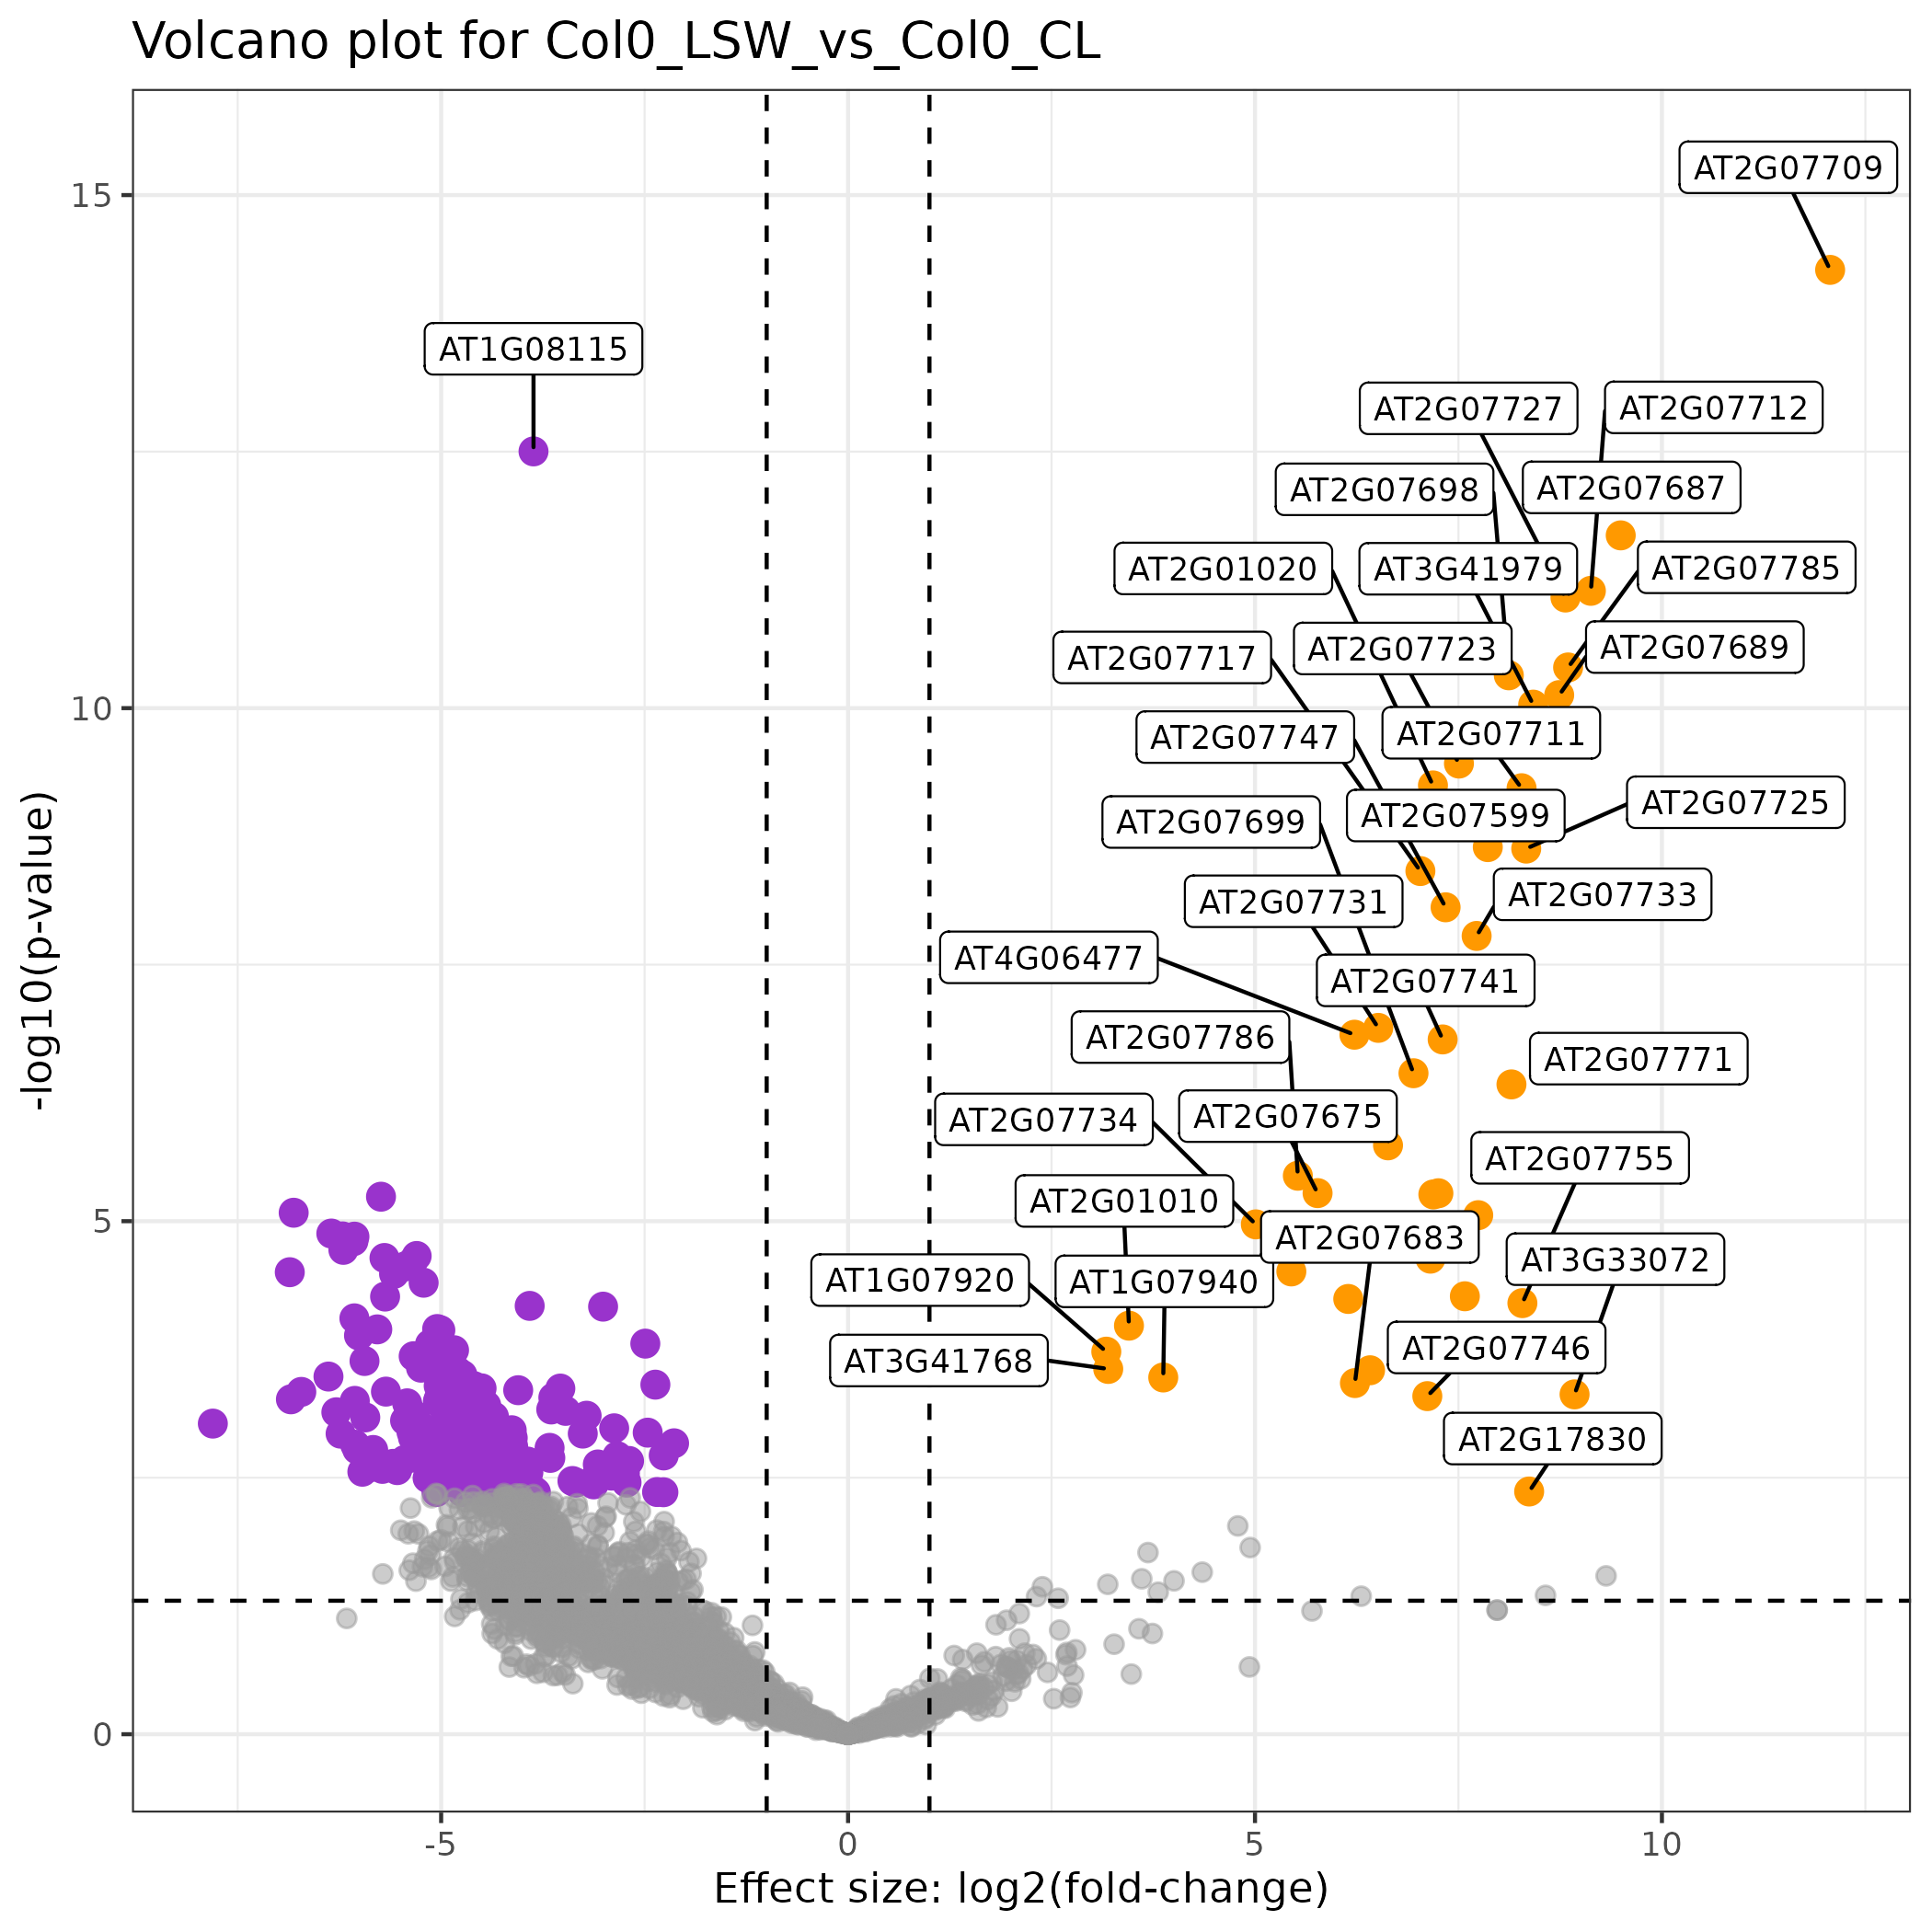 Volcano plot for Col0_LSW_vs_Col0_CL
AT2G07709
AT1G08115
AT2G07727
AT2G07712
AT2G07698
AT2G07687
AT2G01020
AT3G41979
AT2G07785
AT2G07717
AT2G07723
AT2G07689
AT2G07747
AT2G07711
AT2G07699
AT2G07599
AT2G07725
AT2G07731
AT2G07733
AT4G06477
AT2G07741
AT2G07786
AT2G07771
AT2G07734
AT2G07675
AT2G07755
AT2G01010
AT2G07683
AT3G33072
AT1G07920
AT1G07940
AT3G41768
AT2G07746
AT2G17830
15
10
5
0
-log10(p-value)
-5
0
5
10
Effect size: log2(fold-change)